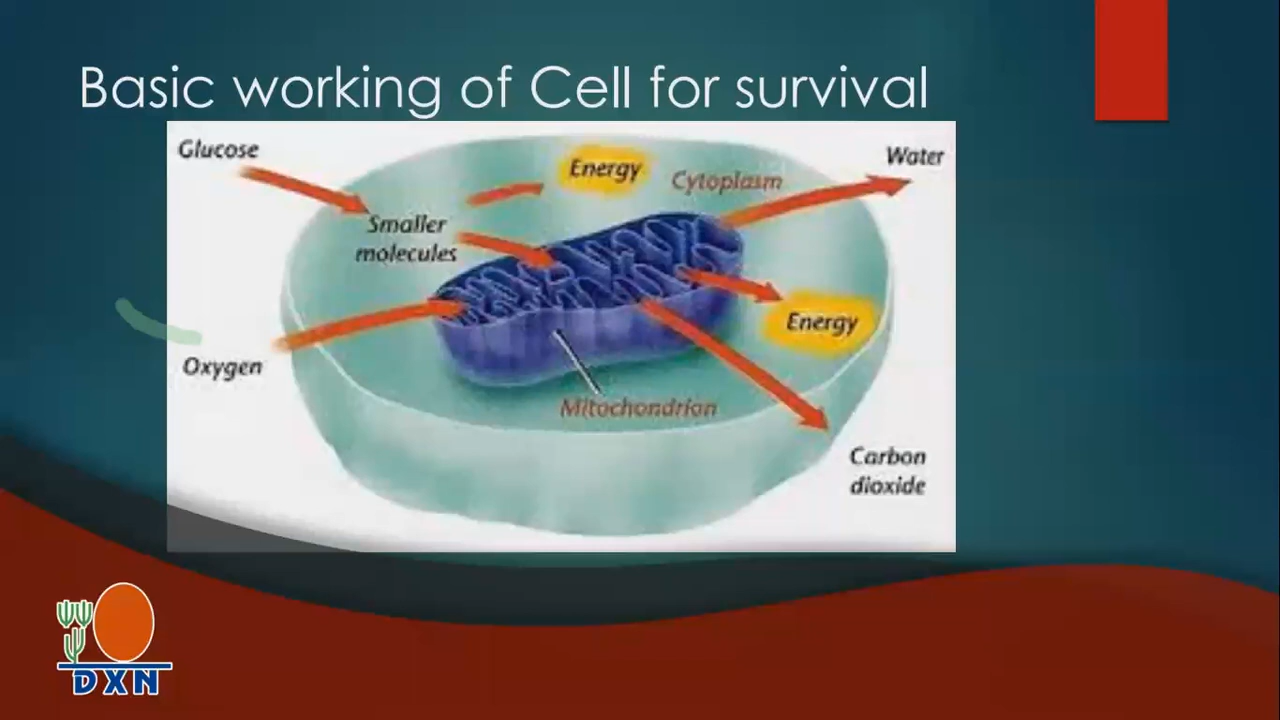 Basic working of Cell for survival
Glucose
Energy
Cytoplasm
Water
Smaller
molecules
Energy
Oxygen
Mitochondrion
Carbon
dioxide
DXN